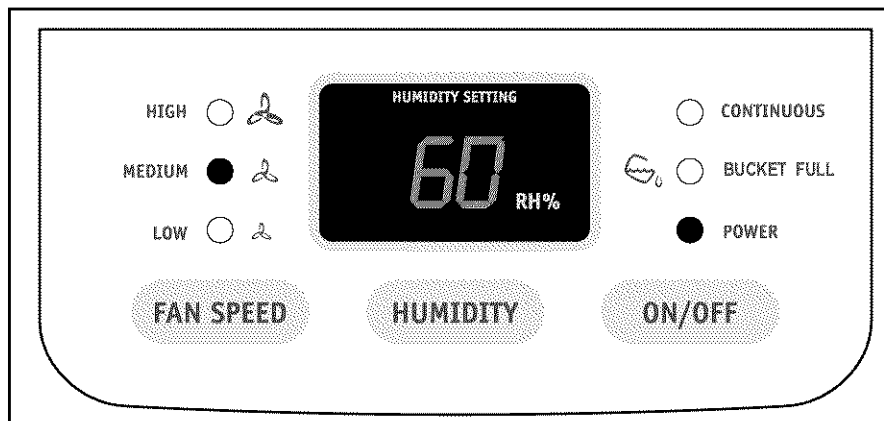 HUMIDITY SETTING
HIGH
60
CONTINUOUS
MEDIUM
BUCKET FULL
RH%
LOW
POWER
FAN SPEED
HUMIDITY
ON/OFF